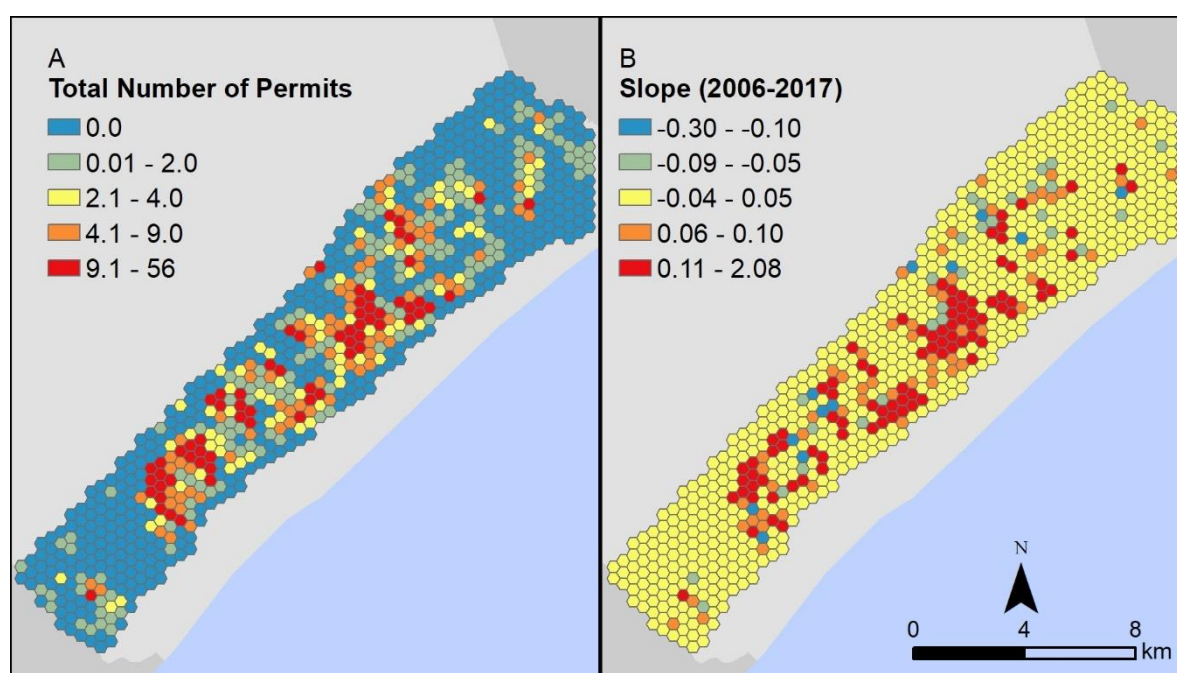 A
Total Number of Permits
0.0
0.01 - 2.0
2.1 - 4.0
4.1 - 9.0
9.1 - 56
B
Slope (2006-2017)
-0.30 - -0.10
-0.09 - -0.05
-0.04 - 0.05
0.06 - 0.10
0.11 - 2.08
N
0 4 8
km